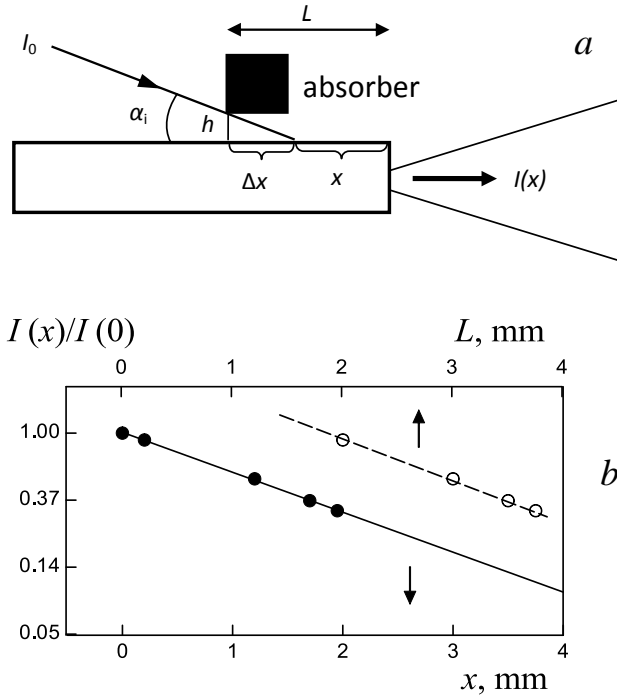 L
a
I₀
absorber
αᵢ
h
Δx
x
I(x)
I (x)/I (0)
L, mm
0 1 2 3 4
1.00
0.37
0.14
0.05
b
0 1 2 3 4
x, mm